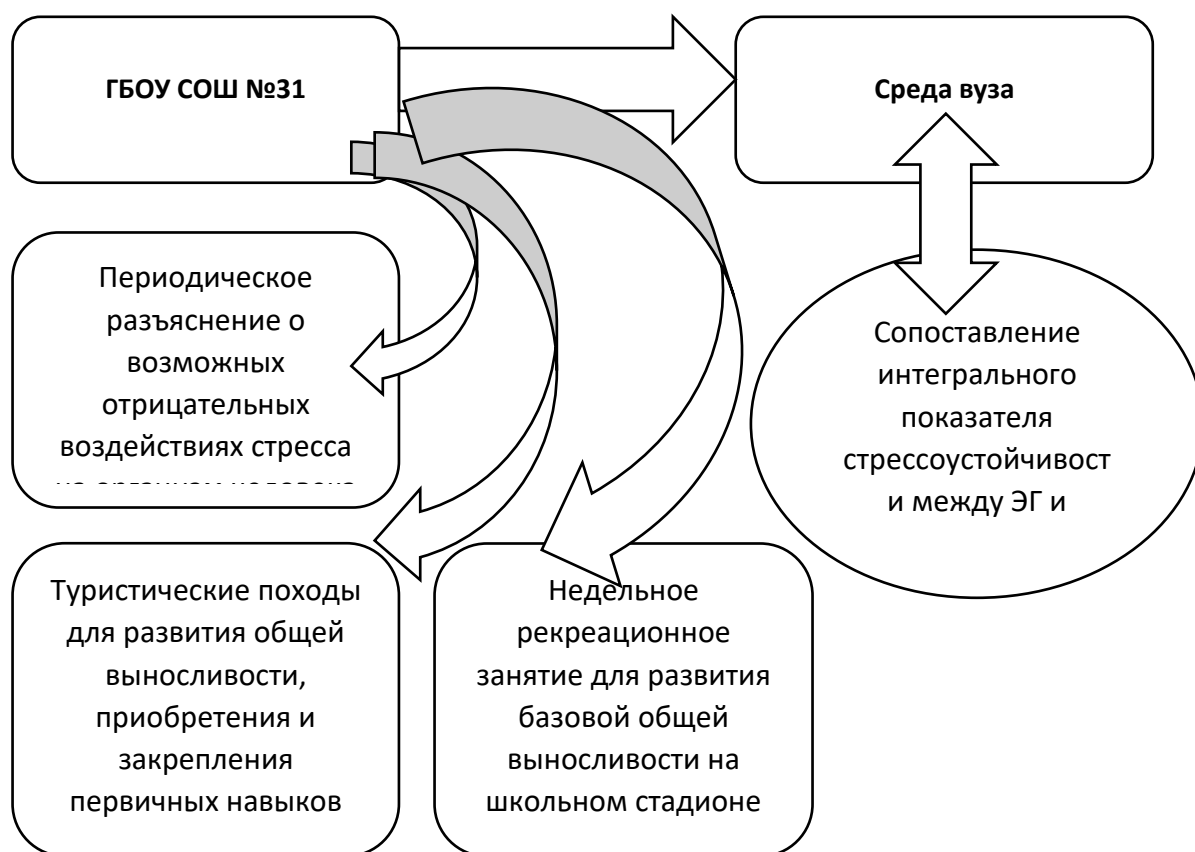 ГБОУ СОШ №31
Среда вуза
Периодическое
разъяснение о
возможных
отрицательных
воздействиях стресса
Сопоставление
интегрального
показателя
стрессоустойчивост
и между ЭГ и
Туристические походы
для развития общей
выносливости,
приобретения и
закрепления
первичных навыков
Недельное
рекреационное
занятие для развития
базовой общей
выносливости на
школьном стадионе